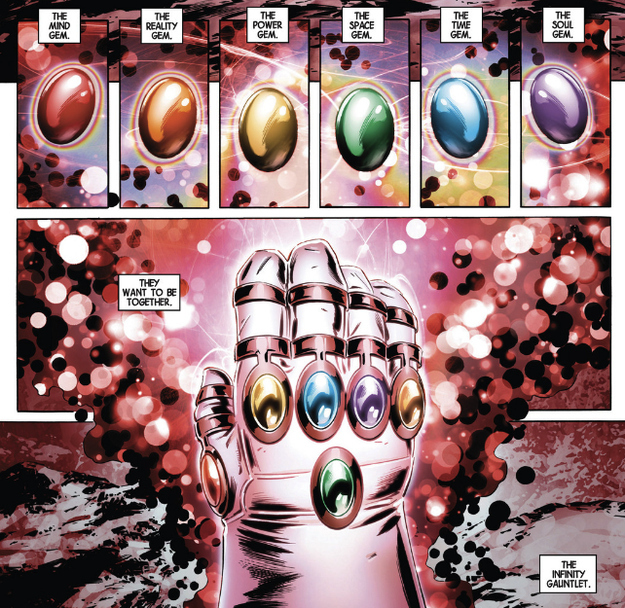 THE
MIND
GEM.
THE
REALITY
GEM.
THE
POWER
GEM.
THE
SPACE
GEM.
THE
TIME
GEM.
THE
SOUL
GEM.
THEY
WANT TO BE
TOGETHER.
THE
INFINITY
GAUNTLET.